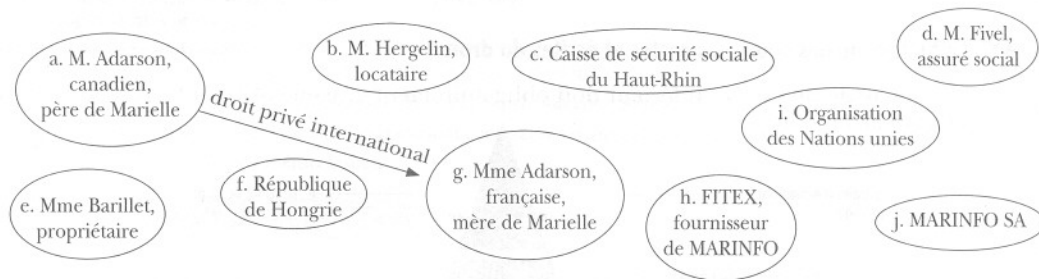 a. M. Adarson,
canadien,
père de Marielle
b. M. Hergelin,
locataire
c. Caisse de sécurité sociale
du Haut-Rhin
d. M. Fivel,
assuré social
droit privé international
i. Organisation
des Nations unies
e. Mme Barillet,
propriétaire
f. République
de Hongrie
g. Mme Adarson,
française,
mère de Marielle
h. FITEX,
fournisseur
de MARINFO
j. MARINFO SA